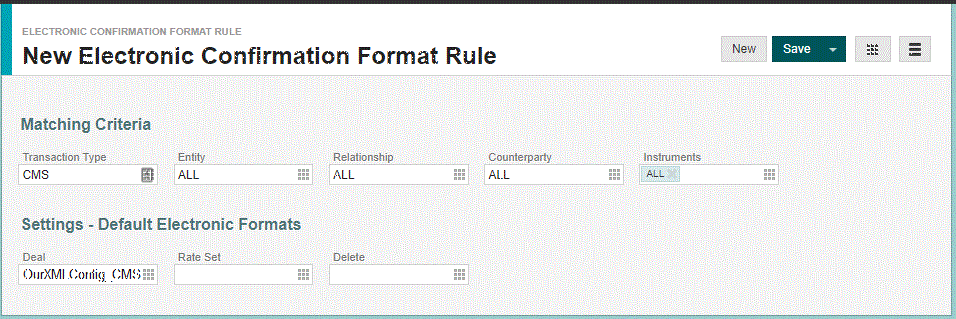 ELECTRONIC CONFIRMATION FORMAT RULE
New Electronic Confirmation Format Rule
New Save
Matching Criteria
Transaction Type Entity Relationship Counterparty Instruments
CMS ALL ALL ALL ALL
Settings - Default Electronic Formats
Deal Rate Set Delete
OurXMLConfig_CMS